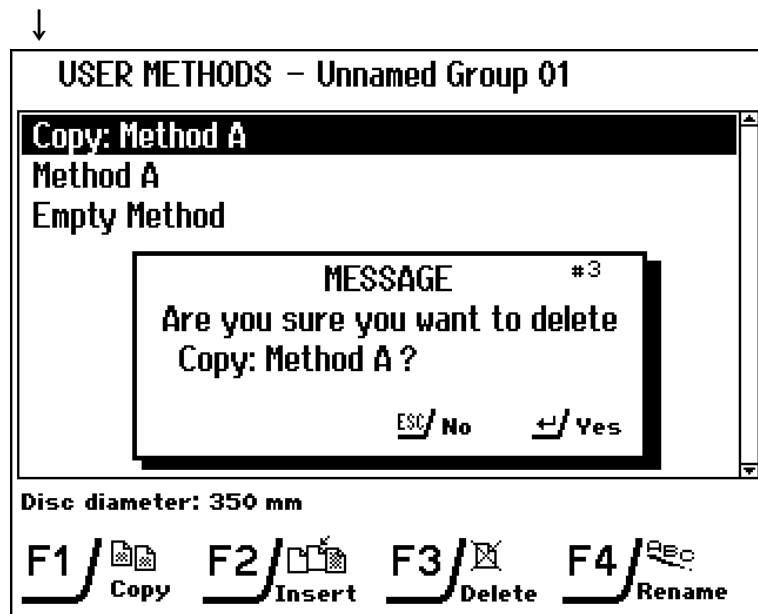 ↓
USER METHODS - Unnamed Group 01
Copy: Method A
Method A
Empty Method
MESSAGE #3
Are you sure you want to delete
Copy: Method A ?
ESC No ↵ Yes
Disc diameter: 350 mm
F1 Copy F2 Insert F3 Delete F4 ABC Rename